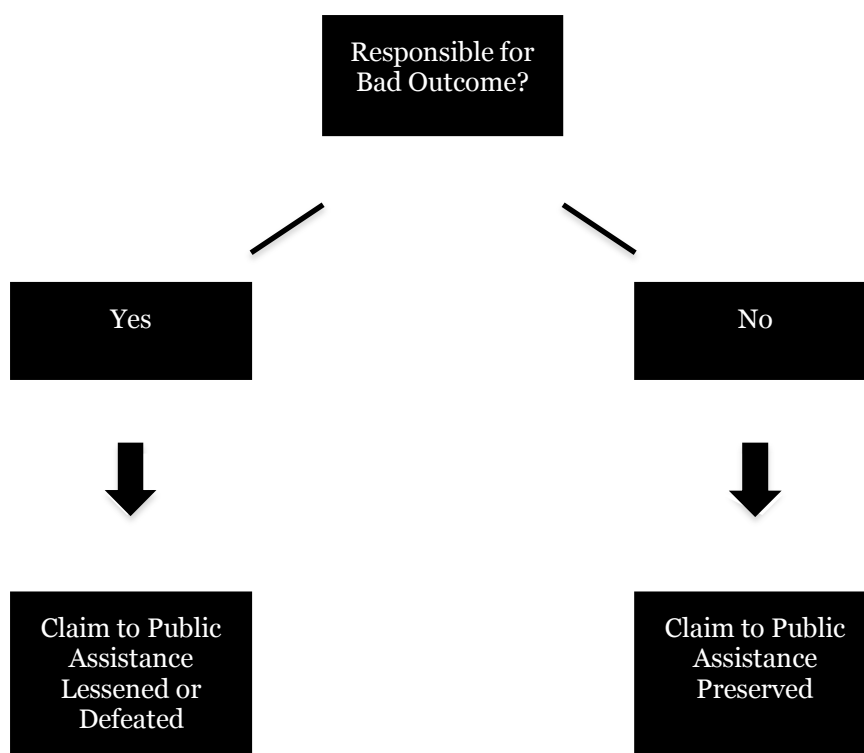 Responsible for
Bad Outcome?
Yes
No
Claim to Public
Assistance
Lessened or
Defeated
Claim to Public
Assistance
Preserved